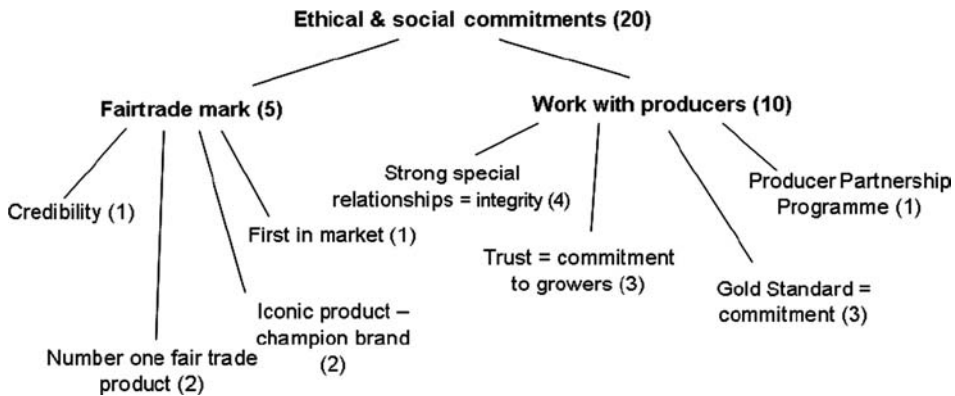 Ethical & social commitments (20)
Fairtrade mark (5)
Work with producers (10)
Credibility (1)
Number one fair trade
product (2)
Iconic product –
champion brand
(2)
First in market (1)
Strong special
relationships = integrity (4)
Trust = commitment
to growers (3)
Gold Standard =
commitment (3)
Producer Partnership
Programme (1)